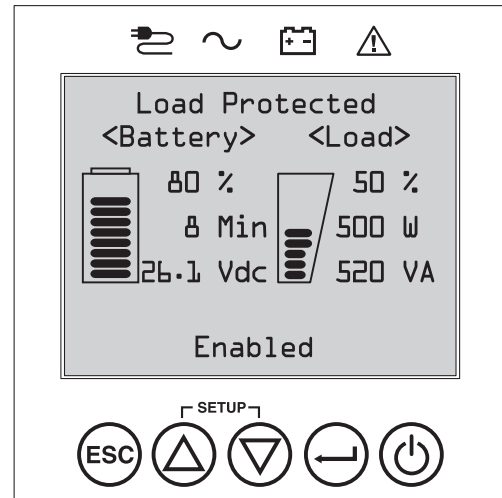 Load Protected
<Battery> <Load>
80 % 50 %
8 Min 500 W
26.1 Vdc 520 VA
Enabled
SETUP
ESC